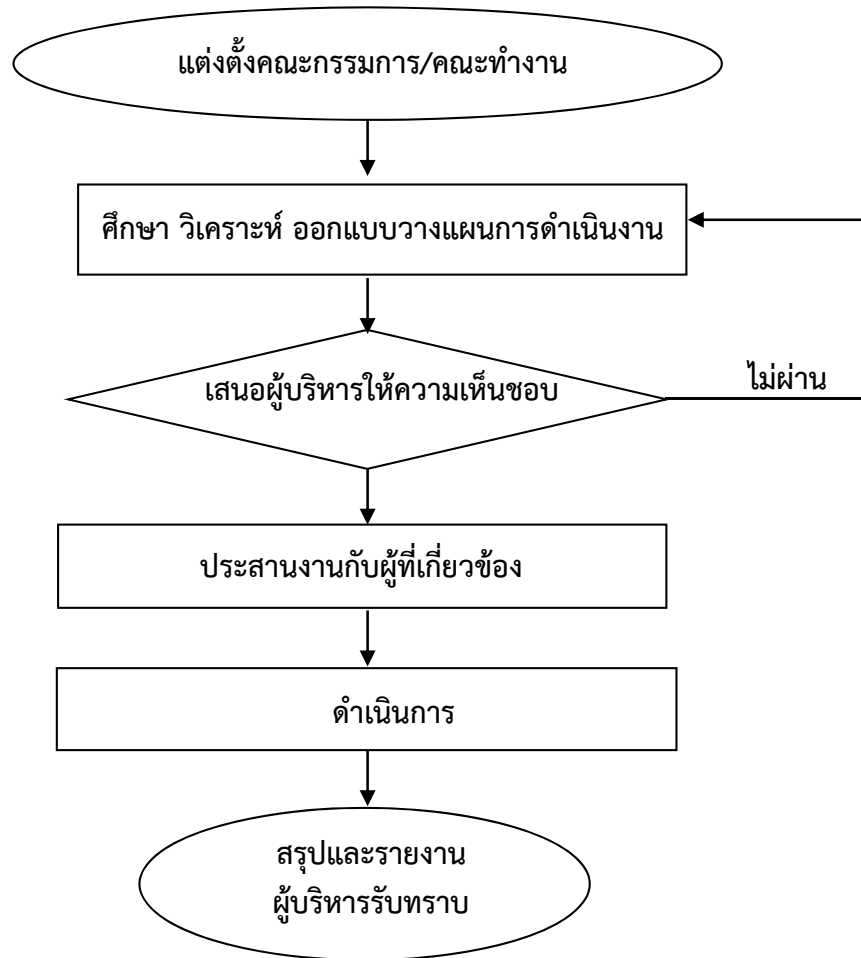 แต่งตั้งคณะกรรมการ/คณะทำงาน
ศึกษา วิเคราะห์ ออกแบบวางแผนการดำเนินงาน
เสนอผู้บริหารให้ความเห็นชอบ
ไม่ผ่าน
ประสานงานกับผู้ที่เกี่ยวข้อง
ดำเนินการ
สรุปและรายงาน
ผู้บริหารรับทราบ